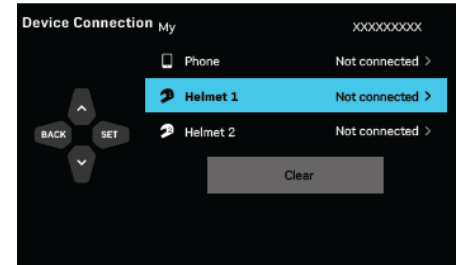 Device Connection My XXXXXXXXX
Phone Not connected >
Helmet 1 Not connected >
BACK SET Helmet 2 Not connected >
Clear